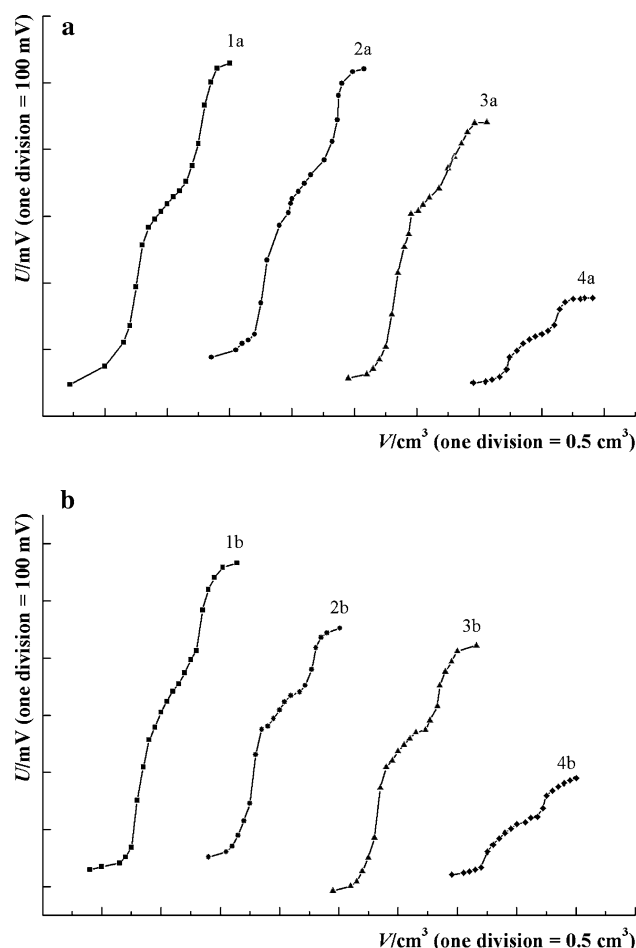 a
1a
2a
3a
4a
U/mV (one division = 100 mV)
V/cm³ (one division = 0.5 cm³)
b
1b
2b
3b
4b
U/mV (one division = 100 mV)
V/cm³ (one division = 0.5 cm³)